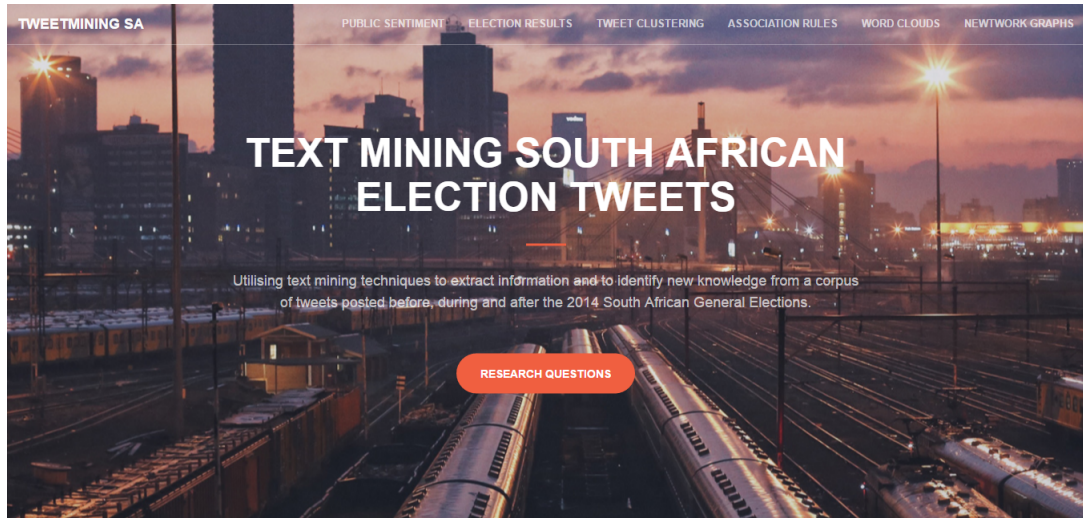 TWEETMINING SA
PUBLIC SENTIMENT
ELECTION RESULTS
TWEET CLUSTERING
ASSOCIATION RULES
WORD CLOUDS
NEWTWORK GRAPHS
TEXT MINING SOUTH AFRICAN
ELECTION TWEETS
Utilising text mining techniques to extract information and to identify new knowledge from a corpus
of tweets posted before, during and after the 2014 South African General Elections.
RESEARCH QUESTIONS